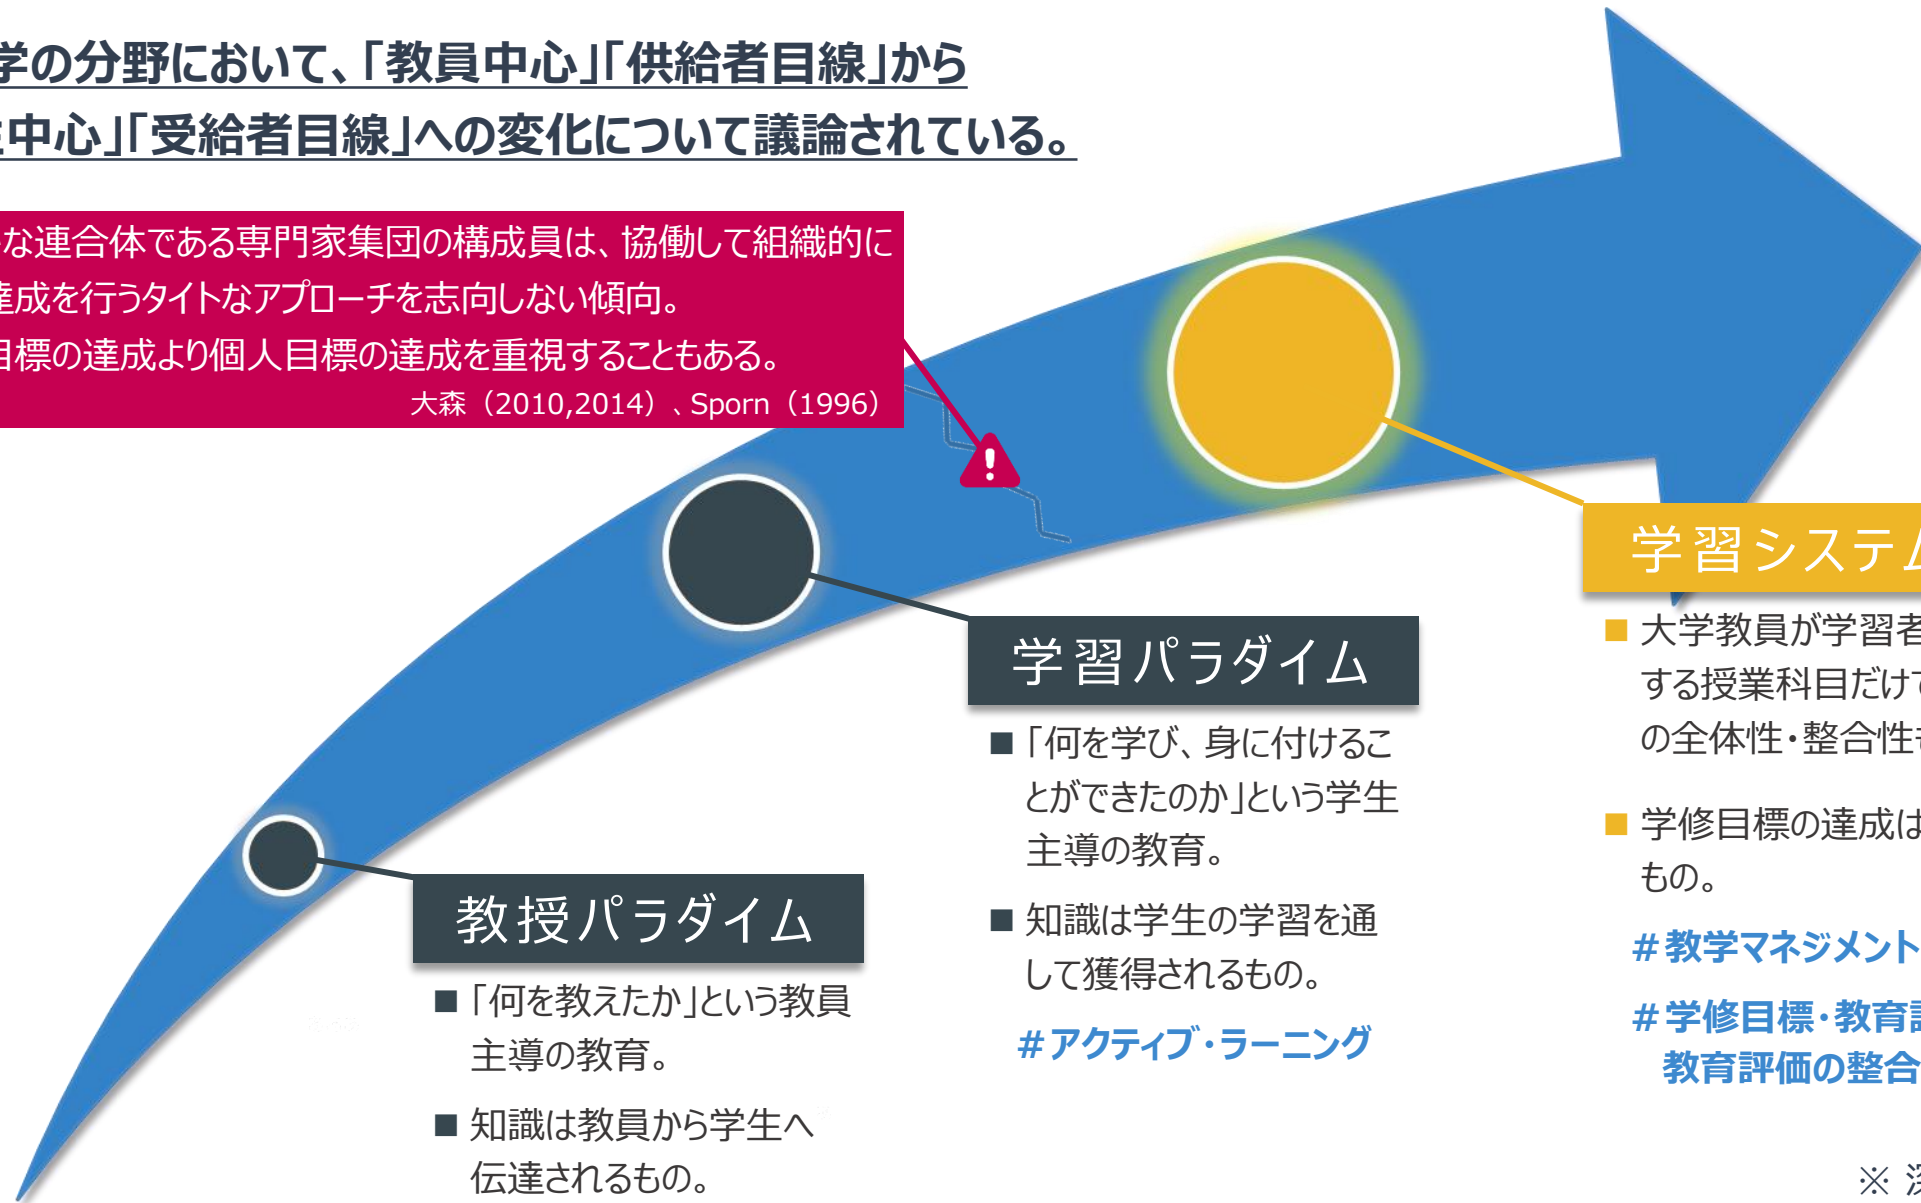 学の分野において、「教員中心」「供給者目線」から
中心」「受給者目線」への変化について議論されている。
な連合体である専門家集団の構成員は、協働して組織的に
達成を行うタイトなアプローチを志向しない傾向。
目標の達成より個人目標の達成を重視することもある。
大森（2010,2014）、Sporn（1996）
教授パラダイム
■「何を教えたか」という教員
主導の教育。
■ 知識は教員から学生へ
伝達されるもの。
学習パラダイム
■「何を学び、身に付けるこ
とができたのか」という学生
主導の教育。
■ 知識は学生の学習を通
して獲得されるもの。
＃アクティブ・ラーニング
学習システム
■ 大学教員が学習者
する授業科目だけで
の全体性・整合性
■ 学修目標の達成は
もの。
＃教学マネジメント
＃学修目標・教育
教育評価の整合
※